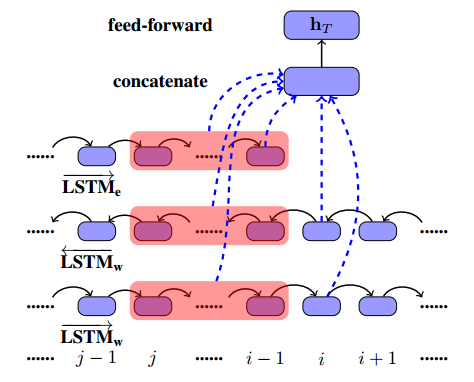 feed-forward h_T
concatenate
...... ......
LSTM_e
...... ...... ......
LSTM_w
...... ...... ......
LSTM_w
...... j − 1 j ...... i − 1 i i + 1 ......